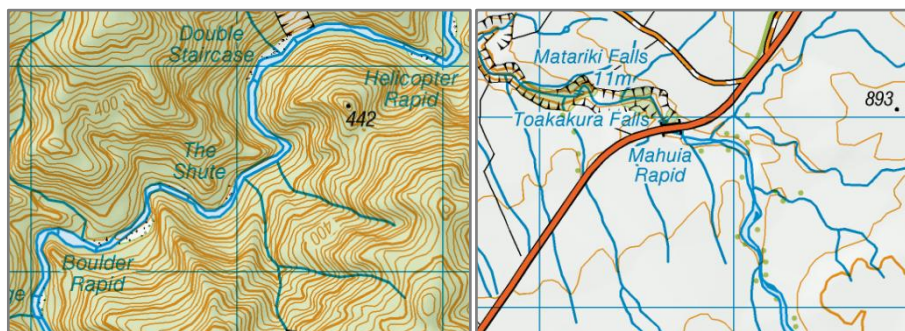 Double
Staircase
Helicopter
Rapid
400
442
The
Shute
400
Boulder
Rapid
ge
Matariki Falls
11m
893
Toakakura Falls
Mahuia
Rapid